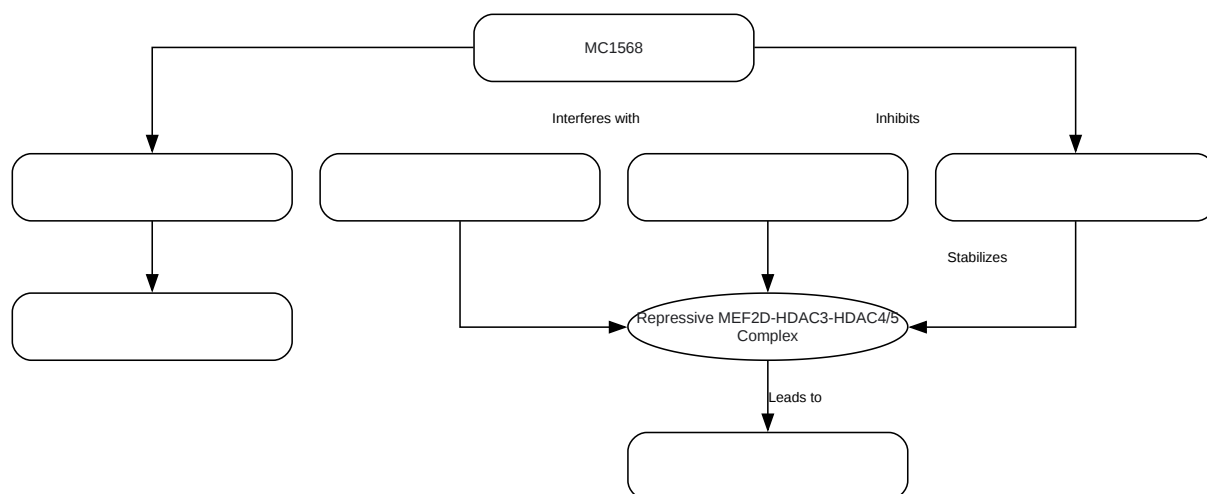 MC1568
Interferes with
Inhibits
Stabilizes
Repressive MEF2D-HDAC3-HDAC4/5
Complex
Leads to